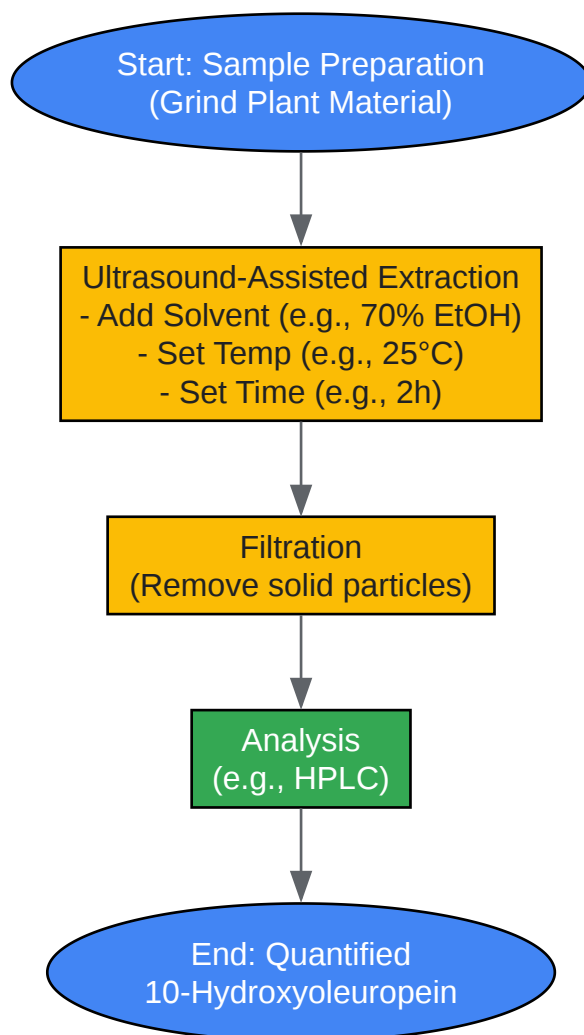 Start: Sample Preparation
(Grind Plant Material)
Ultrasound-Assisted Extraction
- Add Solvent (e.g., 70% EtOH)
- Set Temp (e.g., 25°C)
- Set Time (e.g., 2h)
Filtration
(Remove solid particles)
Analysis
(e.g., HPLC)
End: Quantified
10-Hydroxyoleuropein